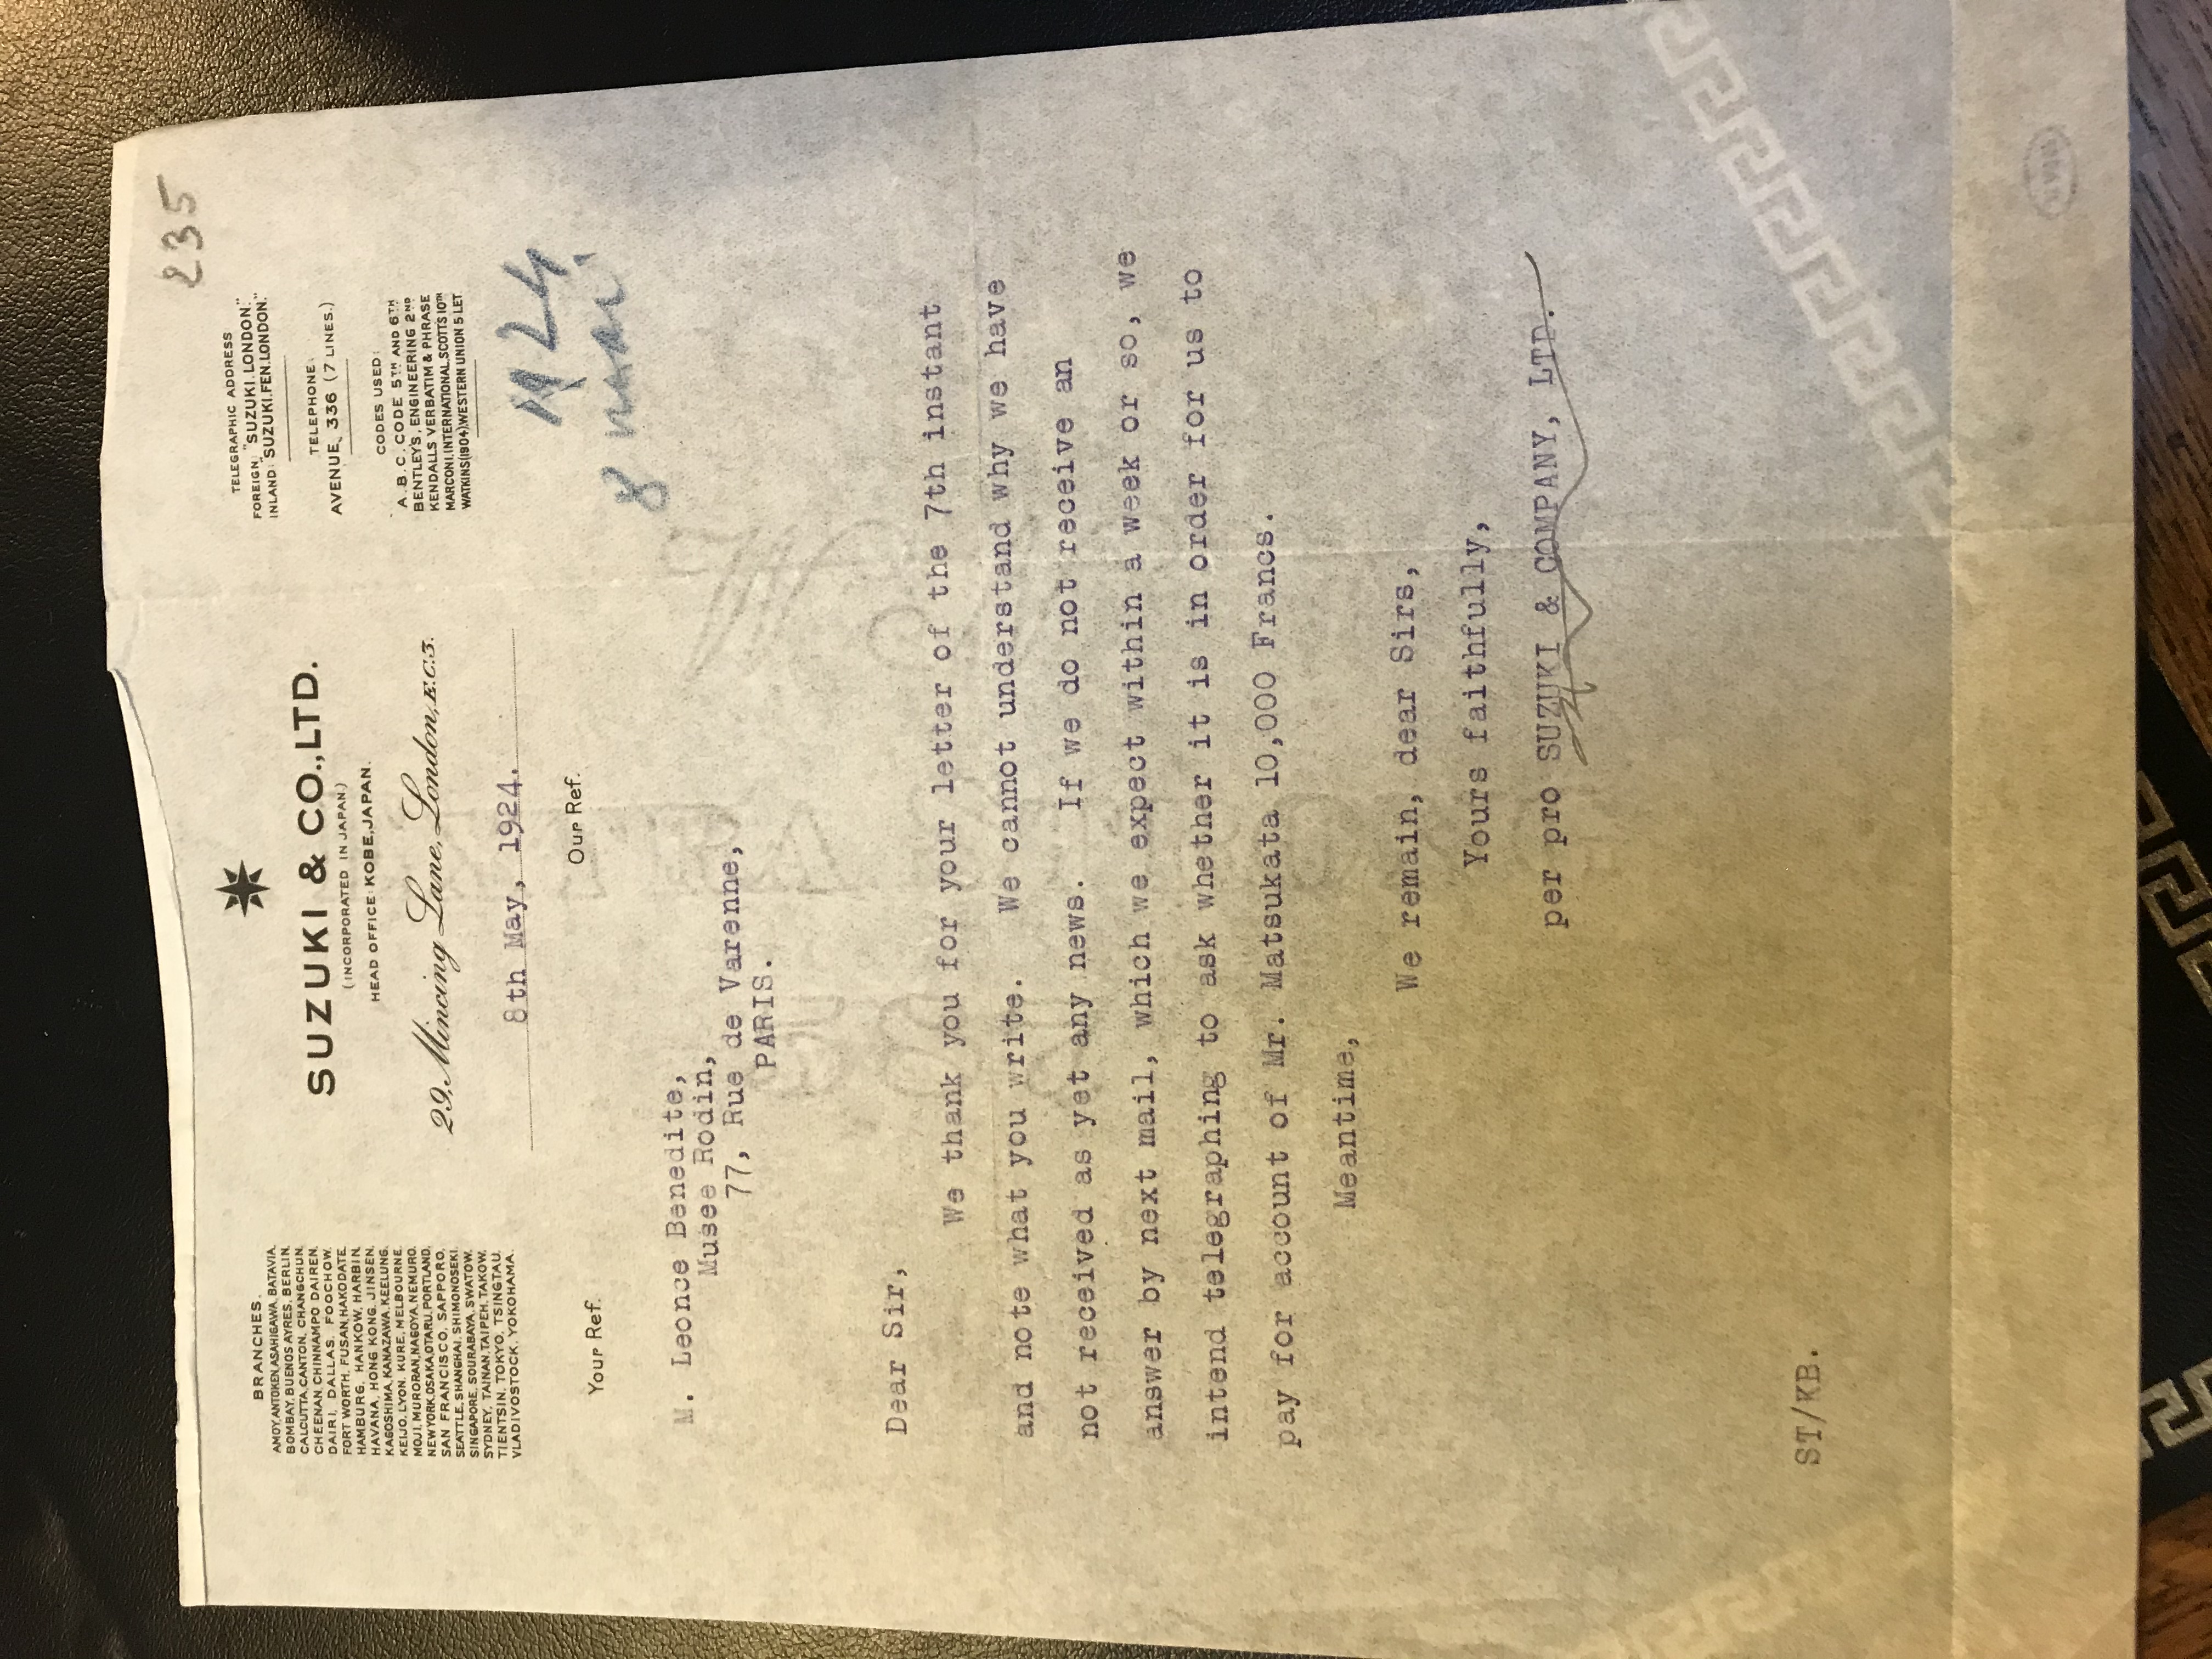 235
BRANCHES.
AMOY, ANTOKEN, ASAHIGAWA, BATAVIA.
BOMBAY, BUENOS AYRES, BERLIN.
CALCUTTA, CANTON, CHANGCHUN.
CHEENAN, CHINNAMPO DAIREN.
DAIRI, DALLAS, FOOCHOW.
FORT WORTH, FUSAN, HAKODATE.
HAMBURG, HANKOW, HARBIN.
HAVANA, HONG KONG, JINSEN.
KAGOSHIMA, KANAZAWA, KEELUNG.
KEIJO, LYON, KURE, MELBOURNE.
MOJI, MURORAN, NAGOYA, NEMURO.
NEW YORK, OSAKA, OTARU, PORTLAND.
SAN FRANCISCO, SAPPORO.
SEATTLE, SHANGHAI, SHIMONOSEKI.
SINGAPORE, SOURABAYA, SWATOW.
SYDNEY, TAINAN, TAIPEH, TAKOW.
TIENTSIN, TOKYO, TSINGTAU.
VLADIVOSTOCK, YOKOHAMA.
SUZUKI & CO., LTD.
(INCORPORATED IN JAPAN.)
HEAD OFFICE: KOBE, JAPAN.
29, Mincing Lane, London, E.C.3.
8th May, 1924.
TELEGRAPHIC ADDRESS
FOREIGN: "SUZUKI. LONDON."
INLAND: "SUZUKI. FEN. LONDON."
TELEPHONE:
AVENUE, 336 (7 LINES.)
CODES USED:
A.B.C. CODE 5TH AND 6TH
BENTLEY'S, ENGINEERING 2ND
KENDALLS VERBATIM & PHRASE
MARCONI. INTERNATIONAL, SCOTTS 10TH
WATKINS (1904), WESTERN UNION 5 LET
1924.
8 mai.
Your Ref.
Our Ref.
M. Leonce Benedite,
Musee Rodin,
77, Rue de Varenne,
PARIS.
Dear Sir,
We thank you for your letter of the 7th instant
and note what you write. We cannot understand why we have
not received as yet any news. If we do not receive an
answer by next mail, which we expect within a week or so, we
intend telegraphing to ask whether it is in order for us to
pay for account of Mr. Matsukata 10,000 Francs.
Meantime,
We remain, dear Sirs,
Yours faithfully,
per pro SUZUKI & COMPANY, LTD.
ST/KB.